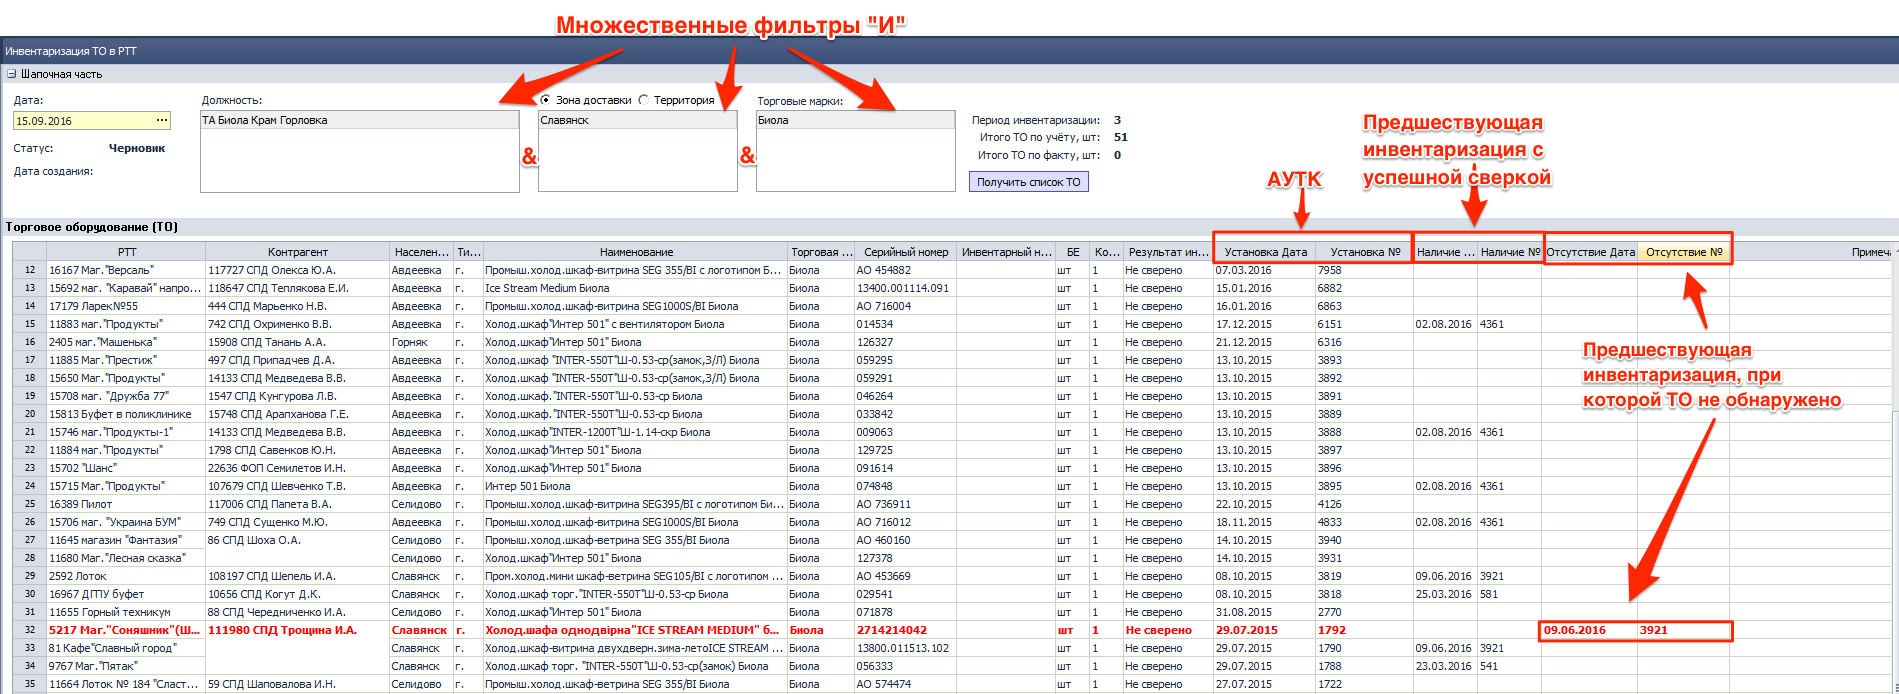 Множественные фильтры "И"
Инвентаризация ТО в РТТ
Шапочная часть
Дата:
15.09.2016 ...
Статус: Черновик
Дата создания:
Должность:
ТА Биола Крам Горловка
&
Зона доставки Территория
Славянск
&
Торговые марки:
Биола
Период инвентаризации: 3
Итого ТО по учёту, шт: 51
Итого ТО по факту, шт: 0
Получить список ТО
АУТК
Предшествующая
инвентаризация с
успешной сверкой
Торговое оборудование (ТО)
РТТ Контрагент Населен... Ти... Наименование Торговая ... Серийный номер Инвентарный н... БЕ Ко... Результат ин... Установка Дата Установка № Наличие ... Наличие № Отсутствие Дата Отсутствие № Примеча
12 16167 Маг."Версаль" 117727 СПД Олекса Ю.А. Авдеевка г. Промыш.холод.шкаф-витрина SEG 355/BI с логотипом Б... Биола АО 454882 шт 1 Не сверено 07.03.2016 7958
13 15692 маг. "Каравай" напро... 118647 СПД Теплякова Е.И. Авдеевка г. Ice Stream Medium Биола Биола 13400.001114.091 шт 1 Не сверено 15.01.2016 6882
14 17179 Ларек№55 444 СПД Марьенко Н.В. Авдеевка г. Промыш.холод.шкаф-витрина SEG1000S/BI Биола Биола АО 716004 шт 1 Не сверено 16.01.2016 6863
15 11883 маг."Продукты" 742 СПД Охрименко В.В. Авдеевка г. Холод.шкаф"Интер 501" с вентилятором Биола Биола 014534 шт 1 Не сверено 17.12.2015 6151 02.08.2016 4361
16 2405 маг."Машенька" 15908 СПД Танань А.А. Горняк г. Холод.шкаф"Интер 501" Биола Биола 126327 шт 1 Не сверено 21.12.2015 6316
17 11885 Маг."Престиж" 497 СПД Припадчев Д.А. Авдеевка г. Холод.шкаф "INTER-550T"Ш-0.53-ср(замок,З/Л) Биола Биола 059295 шт 1 Не сверено 13.10.2015 3893
18 15650 Маг."Продукты" 14133 СПД Медведева В.В. Авдеевка г. Холод.шкаф "INTER-550T"Ш-0.53-ср(замок,З/Л) Биола Биола 059291 шт 1 Не сверено 13.10.2015 3892
19 15708 маг. "Дружба 77" 1547 СПД Кунгурова Л.В. Авдеевка г. Холод.шкаф."INTER-550T"Ш-0.53-ср Биола Биола 046264 шт 1 Не сверено 13.10.2015 3891
20 15813 Буфет в поликлинике 15748 СПД Арапханова Г.Е. Авдеевка г. Холод.шкаф."INTER-550T"Ш-0.53-ср Биола Биола 033842 шт 1 Не сверено 13.10.2015 3889
21 15746 маг."Продукты-1" 14133 СПД Медведева В.В. Авдеевка г. Холод.шкаф"INTER-1200T"Ш-1.14-скр Биола Биола 009063 шт 1 Не сверено 13.10.2015 3888 02.08.2016 4361
22 11884 маг."Продукты" 1798 СПД Савенков Ю.Н. Авдеевка г. Холод.шкаф"Интер 501" Биола Биола 129725 шт 1 Не сверено 13.10.2015 3897
23 15702 "Шанс" 22636 ФОП Семилетов И.Н. Авдеевка г. Холод.шкаф"Интер 501" Биола Биола 091614 шт 1 Не сверено 13.10.2015 3896
24 15715 Маг."Продукты" 107679 СПД Шевченко Т.В. Авдеевка г. Интер 501 Биола Биола 074848 шт 1 Не сверено 13.10.2015 3895 02.08.2016 4361
25 16389 Пилот 117006 СПД Папета В.А. Селидово г. Промыш.холод.шкаф-витрина SEG395/BI с логотипом Би... Биола АО 736911 шт 1 Не сверено 22.10.2015 4126
26 15706 маг. "Украина БУМ" 749 СПД Сущенко М.Ю. Авдеевка г. Промыш.холод.шкаф-витрина SEG1000S/BI Биола Биола АО 716012 шт 1 Не сверено 18.11.2015 4833 02.08.2016 4361
27 11645 магазин "Фантазия" 86 СПД Шоха О.А. Селидово г. Промыш.холод.шкаф-витрина SEG 355/BI Биола Биола АО 460160 шт 1 Не сверено 14.10.2015 3940
28 11680 Маг."Лесная сказка" Селидово г. Холод.шкаф"Интер 501" Биола Биола 127378 шт 1 Не сверено 14.10.2015 3931
29 2592 Лоток 108197 СПД Шепель И.А. Славянск г. Пром.холод.мини шкаф-ветрина SEG105/BI с логотипом ... Биола АО 453669 шт 1 Не сверено 08.10.2015 3819 09.06.2016 3921
30 16967 ДГПУ буфет 10656 СПД Когут Д.К. Славянск г. Холод.шкаф торг."INTER-550T"Ш-0.53-ср Биола Биола 029541 шт 1 Не сверено 08.10.2015 3818 25.03.2016 581
31 11655 Горный техникум 88 СПД Чередниченко И.А. Селидово г. Холод.шкаф"Интер 501" Биола Биола 071878 шт 1 Не сверено 31.08.2015 2770
32 5217 Маг."Соняшник"(Ш... 111980 СПД Трощина И.А. Славянск г. Холод.шафа однодвірна"ICE STREAM MEDIUM" б... Биола 2714214042 шт 1 Не сверено 29.07.2015 1792 09.06.2016 3921
33 81 Кафе"Славный город" Славянск г. Холод.шкаф-витрина двухдверн.зима-летоICE STREAM ... Биола 13800.011513.102 шт 1 Не сверено 29.07.2015 1790 09.06.2016 3921
34 9767 Маг."Пятак" Славянск г. Холод.шкаф торг. "INTER-550T"Ш-0.53-ср(замок) Биола Биола 056333 шт 1 Не сверено 29.07.2015 1788 23.03.2016 541
35 11664 Лоток № 184 "Сласт... 59 СПД Шаповалова И.Н. Селидово г. Промыш.холод.шкаф-витрина SEG 355/BI Биола Биола АО 574474 шт 1 Не сверено 27.07.2015 1722
Предшествующая
инвентаризация, при
которой ТО не обнаружено